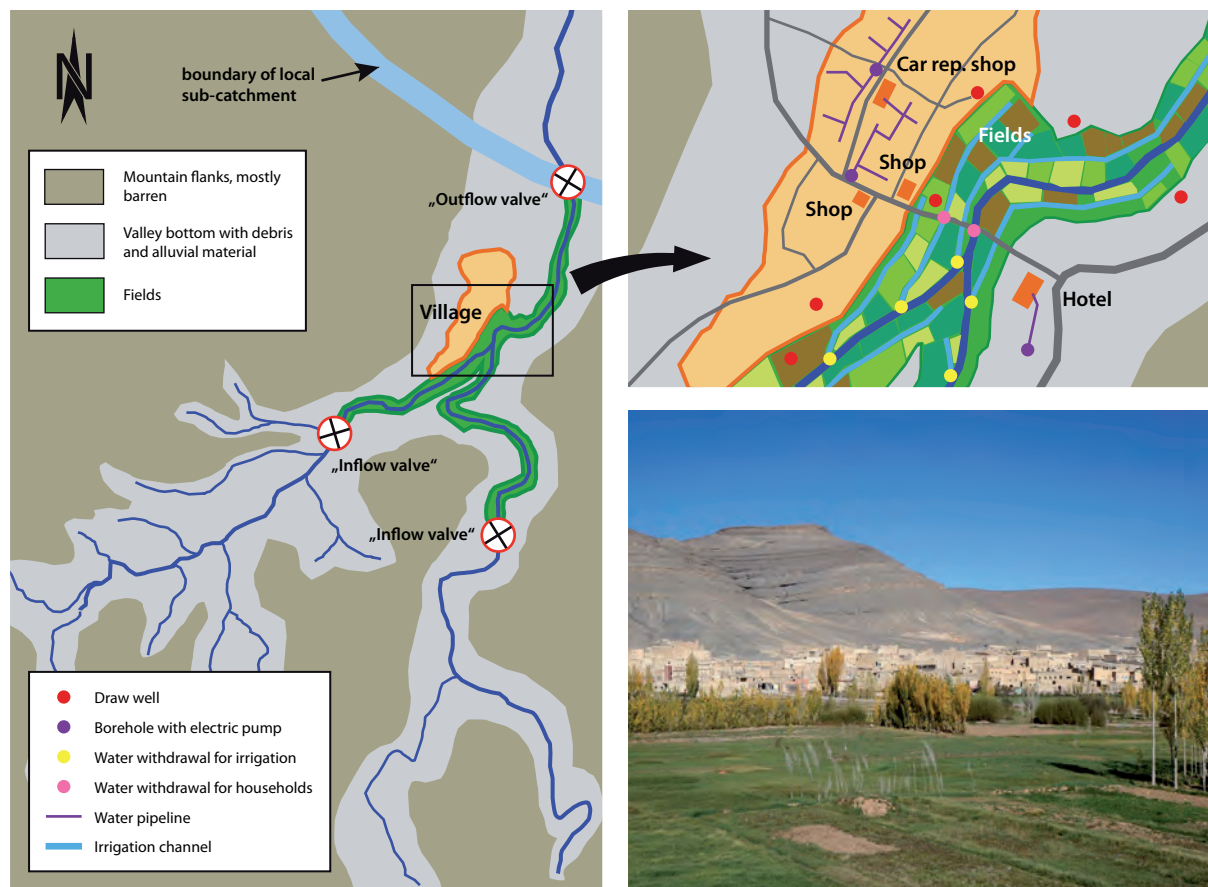 N
boundary of local
sub-catchment
Mountain flanks, mostly
barren
Valley bottom with debris
and alluvial material
Fields
„Outflow valve“
Village
„Inflow valve“
„Inflow valve“
Draw well
Borehole with electric pump
Water withdrawal for irrigation
Water withdrawal for households
Water pipeline
Irrigation channel
Car rep. shop
Fields
Shop
Shop
Hotel